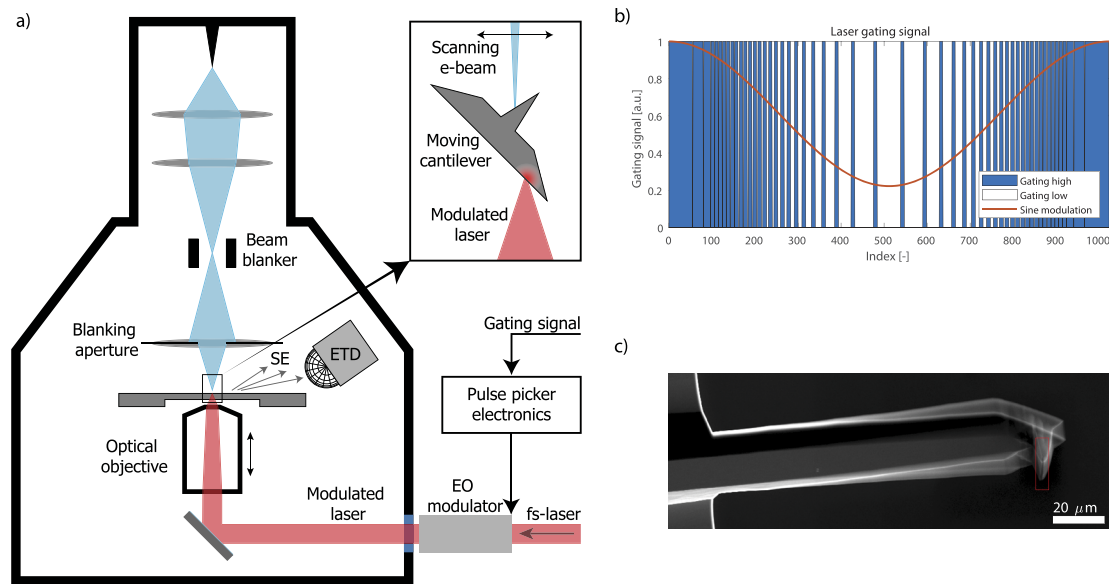 a)
Scanning
e-beam
Moving
cantilever
Modulated
laser
Beam
blanker
Blanking
aperture
SE
ETD
Optical
objective
Gating signal
Pulse picker
electronics
Modulated
laser
EO
modulator
fs-laser
b)
Laser gating signal
1
0.8
0.6
0.4
0.2
0
Gating signal [a.u.]
Gating high
Gating low
Sine modulation
0 100 200 300 400 500 600 700 800 900 1000
Index [-]
c)
20 μm